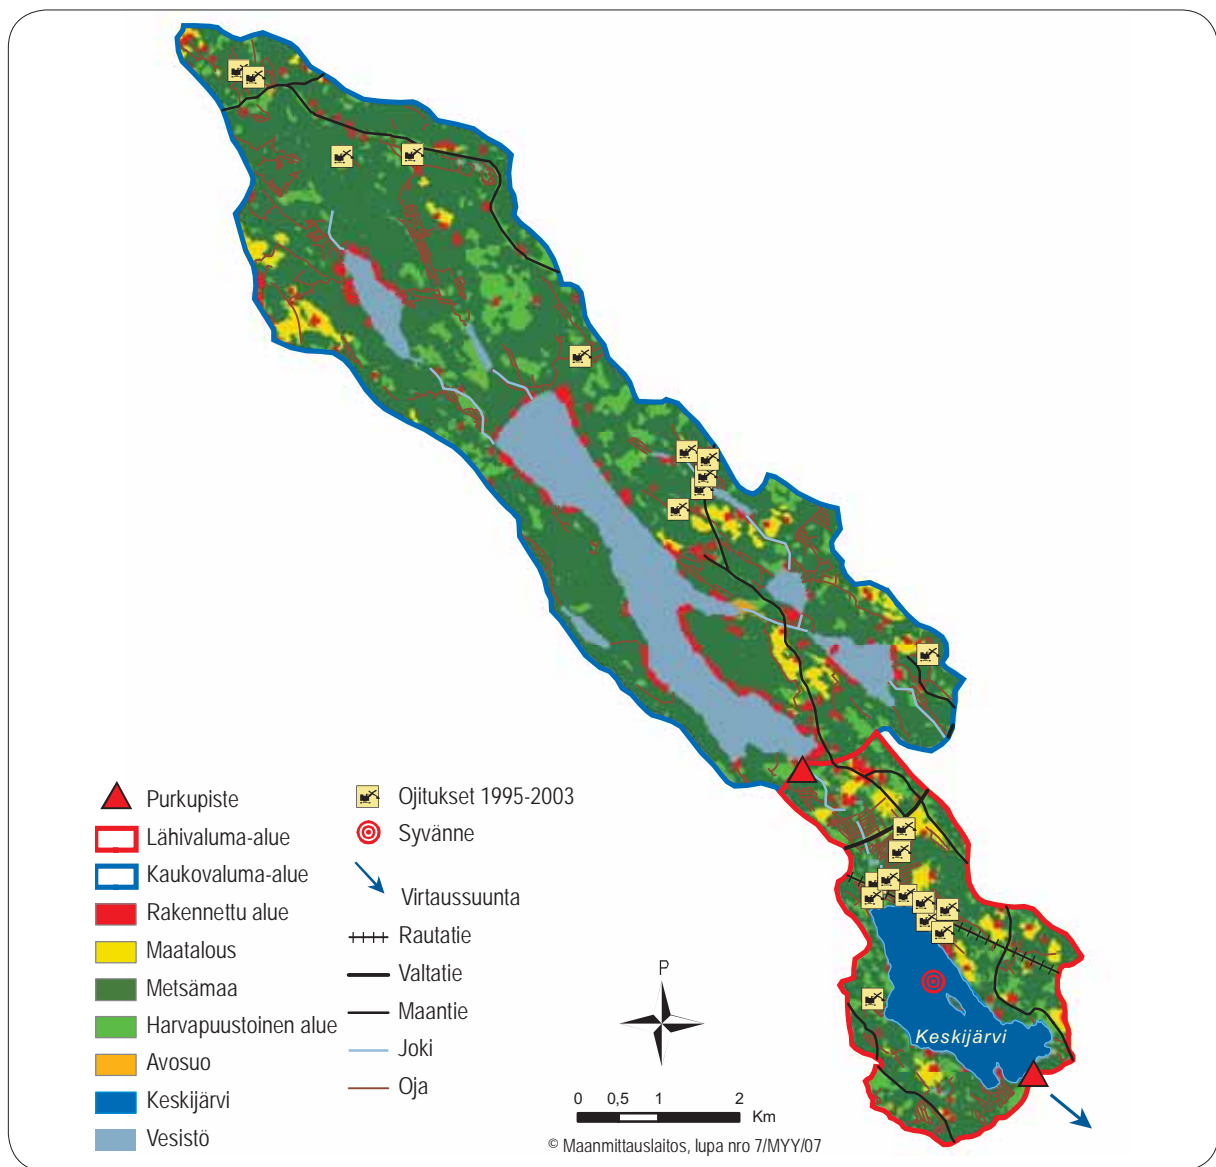 Purkupiste
Lähivaluma-alue
Kaukovaluma-alue
Rakennettu alue
Maatalous
Metsämaa
Harvapuustoinen alue
Avosuo
Keskijärvi
Vesistö
Ojitukset 1995-2003
Syvänne
Virtaussuunta
Rautatie
Valtatie
Maantie
Joki
Oja
P
0 0,5 1 2
Km
© Maanmittauslaitos, lupa nro 7/MYY/07
Keskijärvi